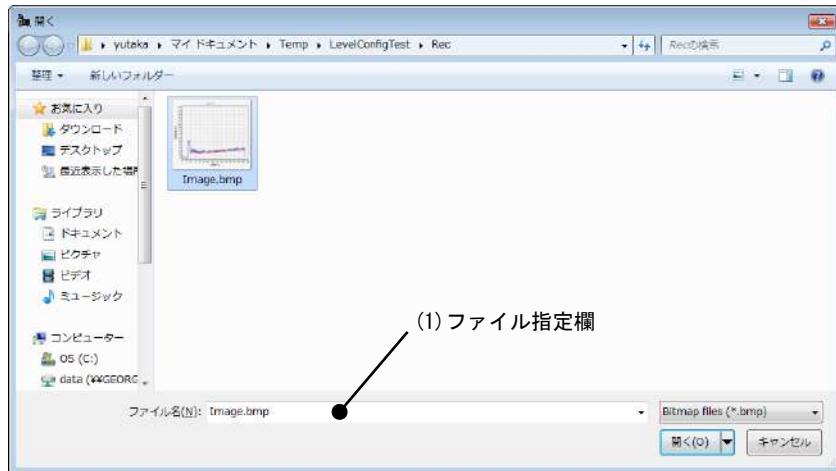 開く
yutaka ▸ マイ ドキュメント ▸ Temp ▸ LevelConfigTest ▸ Rec
Recの検索
整理
新しいフォルダー
お気に入り
ダウンロード
デスクトップ
最近表示した場所
Image.bmp
ライブラリ
ドキュメント
ピクチャ
ビデオ
ミュージック
(1)ファイル指定欄
コンピューター
OS (C:)
data (¥¥GEORG
ファイル名(N): Image.bmp
Bitmap files (*.bmp)
開く(O)
キャンセル